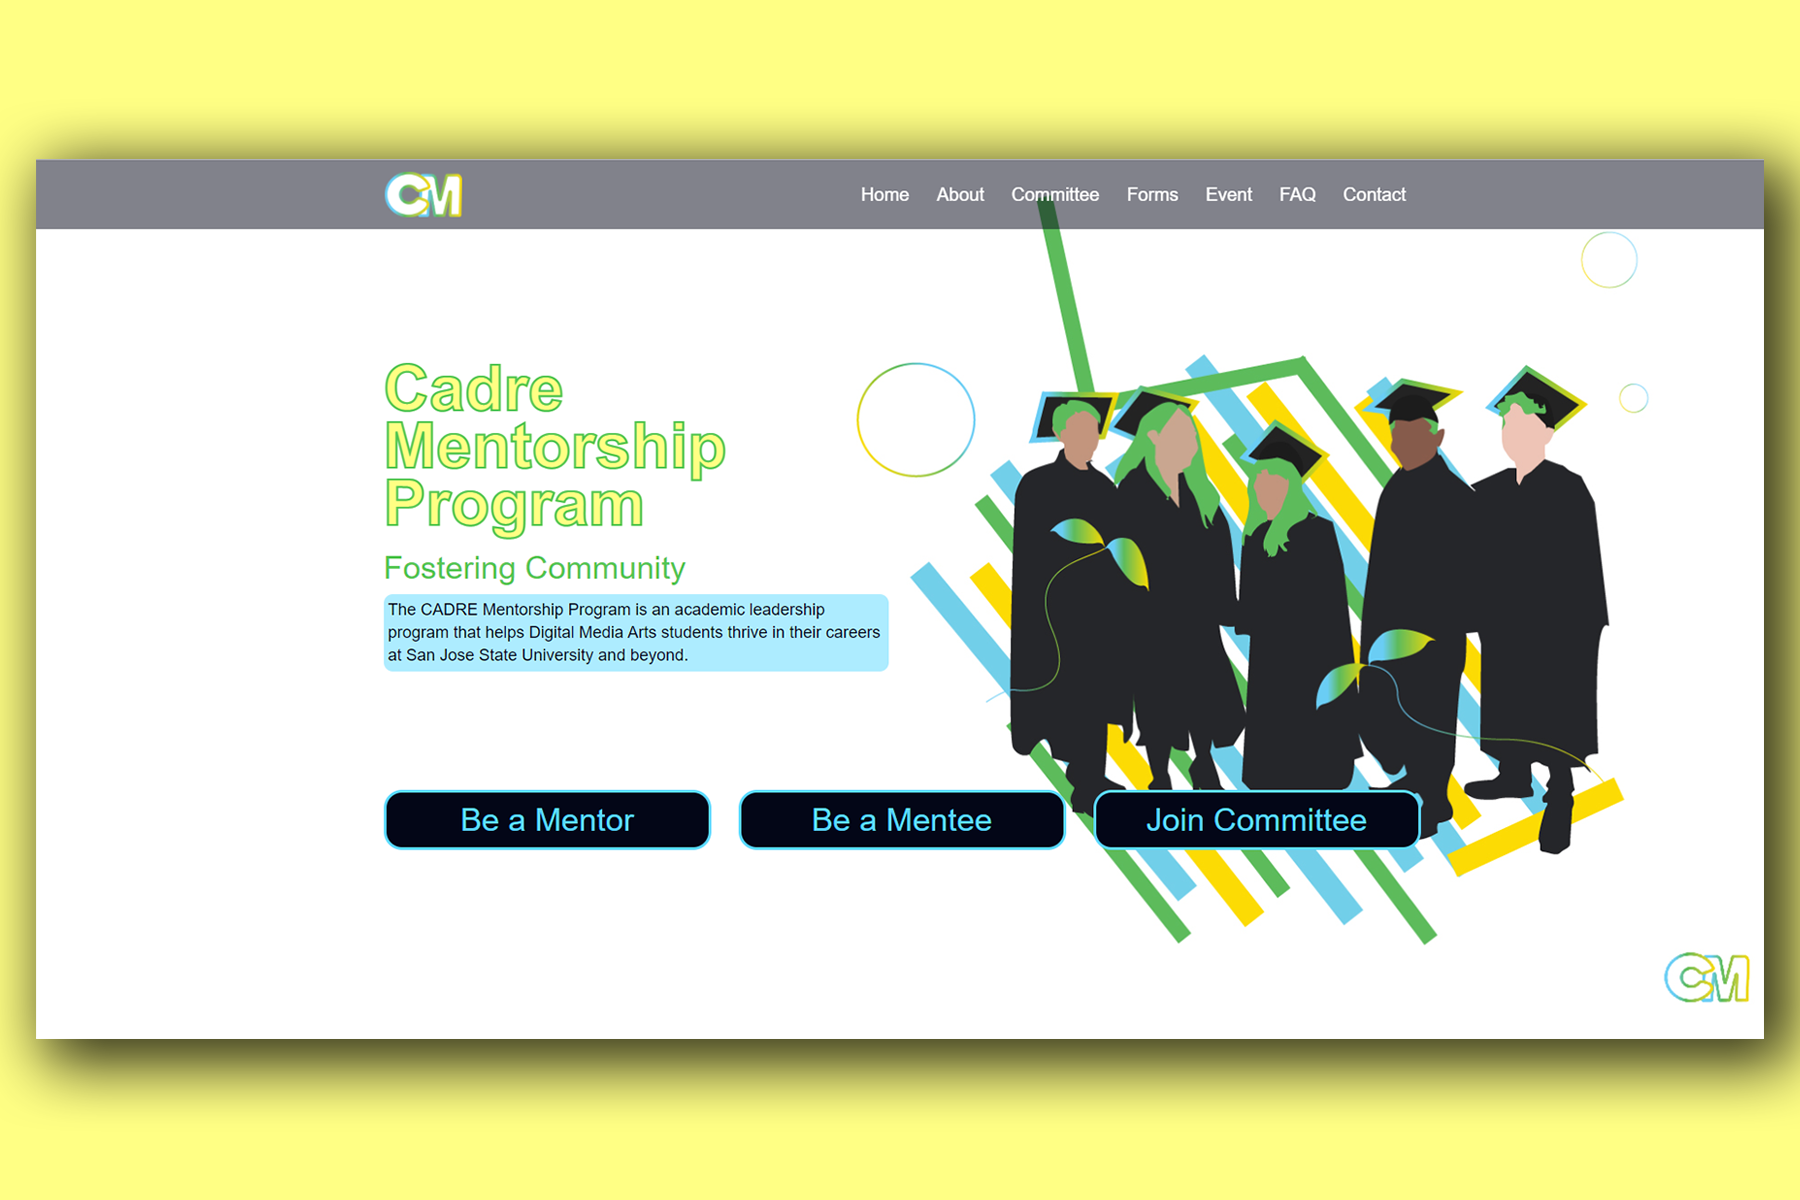 CM
Home About Committee Forms Event FAQ Contact
Cadre
Mentorship
Program
Fostering Community
The CADRE Mentorship Program is an academic leadership
program that helps Digital Media Arts students thrive in their careers
at San Jose State University and beyond.
Be a Mentor Be a Mentee Join Committee
CM